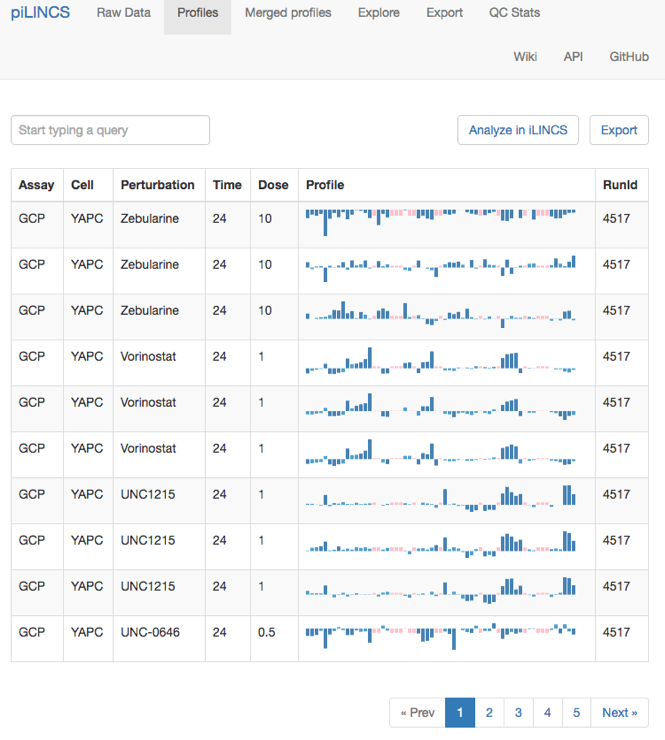 piLINCS Raw Data Profiles Merged profiles Explore Export QC Stats
Wiki API GitHub
Start typing a query Analyze in iLINCS Export
Assay Cell Perturbation Time Dose Profile RunId
GCP YAPC Zebularine 24 10 4517
GCP YAPC Zebularine 24 10 4517
GCP YAPC Zebularine 24 10 4517
GCP YAPC Vorinostat 24 1 4517
GCP YAPC Vorinostat 24 1 4517
GCP YAPC Vorinostat 24 1 4517
GCP YAPC UNC1215 24 1 4517
GCP YAPC UNC1215 24 1 4517
GCP YAPC UNC1215 24 1 4517
GCP YAPC UNC-0646 24 0.5 4517
« Prev 1 2 3 4 5 Next »